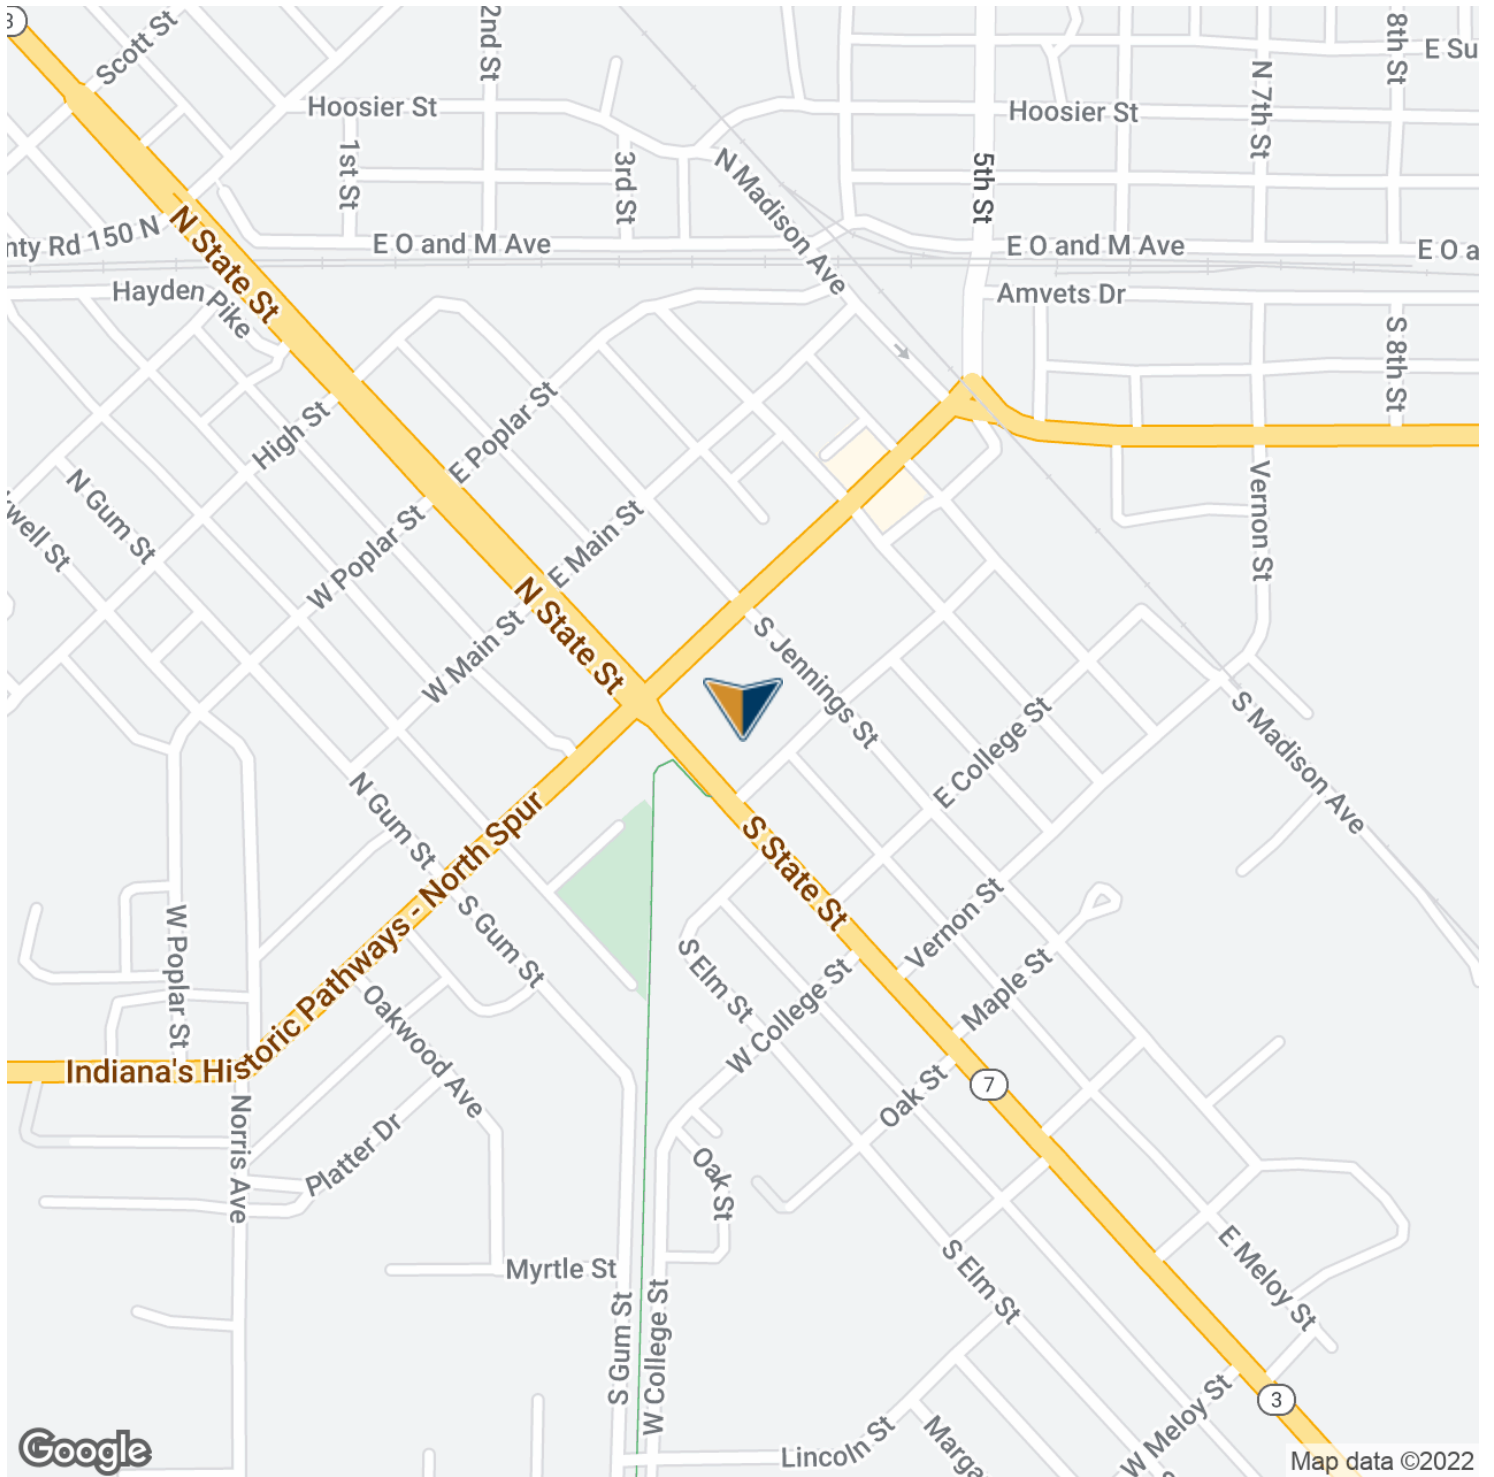 3
Scott St
2nd St
8th St
E Su
N 7th St
Hoosier St
Hoosier St
1st St
3rd St
N Madison Ave
5th St
nty Rd 150 N
N State St
E O and M Ave
E O and M Ave
E O a
Hayden Pike
Amvets Dr
S 8th St
High St
E Poplar St
N Gum St
rwell St
W Poplar St
E Main St
Vernon St
N State St
W Main St
S Jennings St
E College St
S Madison Ave
N Gum St
Indiana's Historic Pathways - North Spur
S State St
Vernon St
W Poplar St
S Gum St
S Elm St
W College St
Maple St
Oakwood Ave
Oak St
7
Norris Ave
Platter Dr
Oak St
Myrtle St
S Elm St
E Meloy St
S Gum St
W College St
W Meloy St
3
Lincoln St
Marga
Google
Map data ©2022